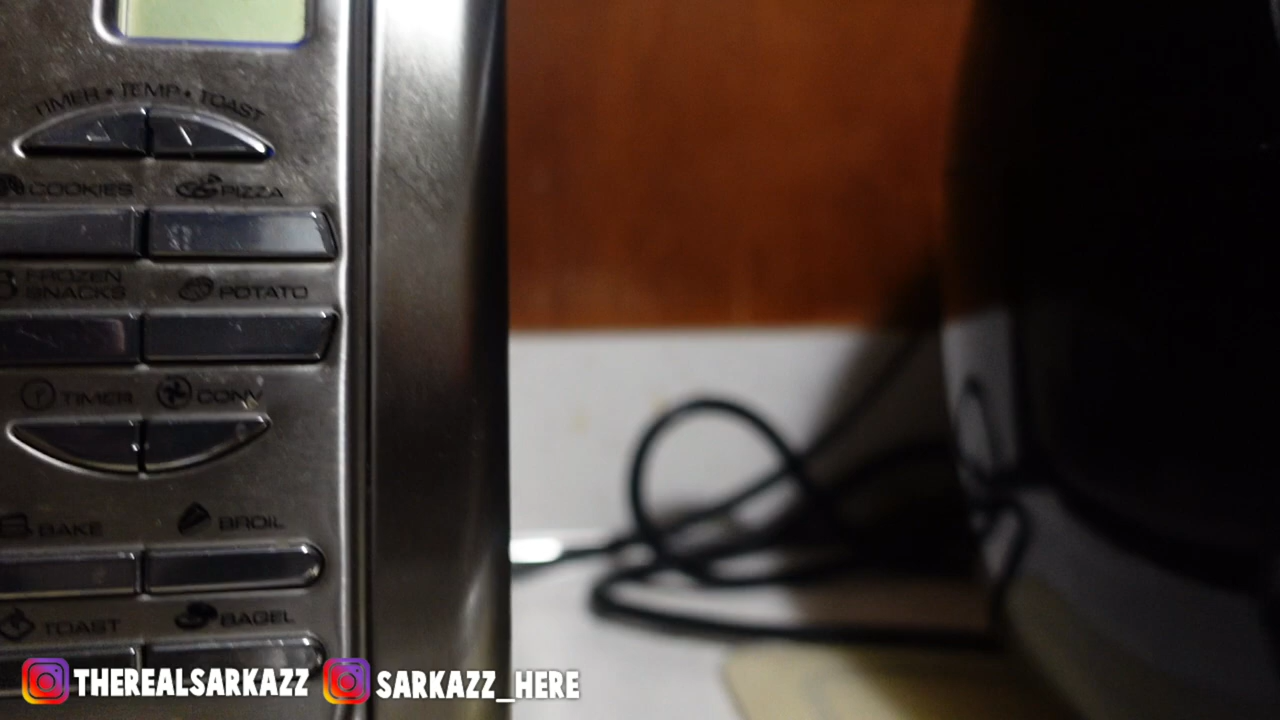 TIMER • TEMP • TOAST
COOKIES PIZZA
FROZEN
SNACKS POTATO
TIMER CONV
BAKE BROIL
TOAST BAGEL
THEREALSARKAZZ SARKAZZ_HERE